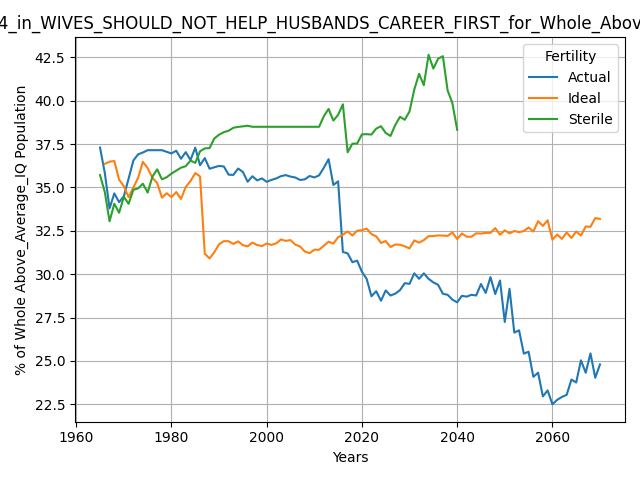 4_in_WIVES_SHOULD_NOT_HELP_HUSBANDS_CAREER_FIRST_for_Whole_Above
Fertility
Actual
Ideal
Sterile
% of Whole Above_Average_IQ Population
42.5
40.0
37.5
35.0
32.5
30.0
27.5
25.0
22.5
1960 1980 2000 2020 2040 2060
Years